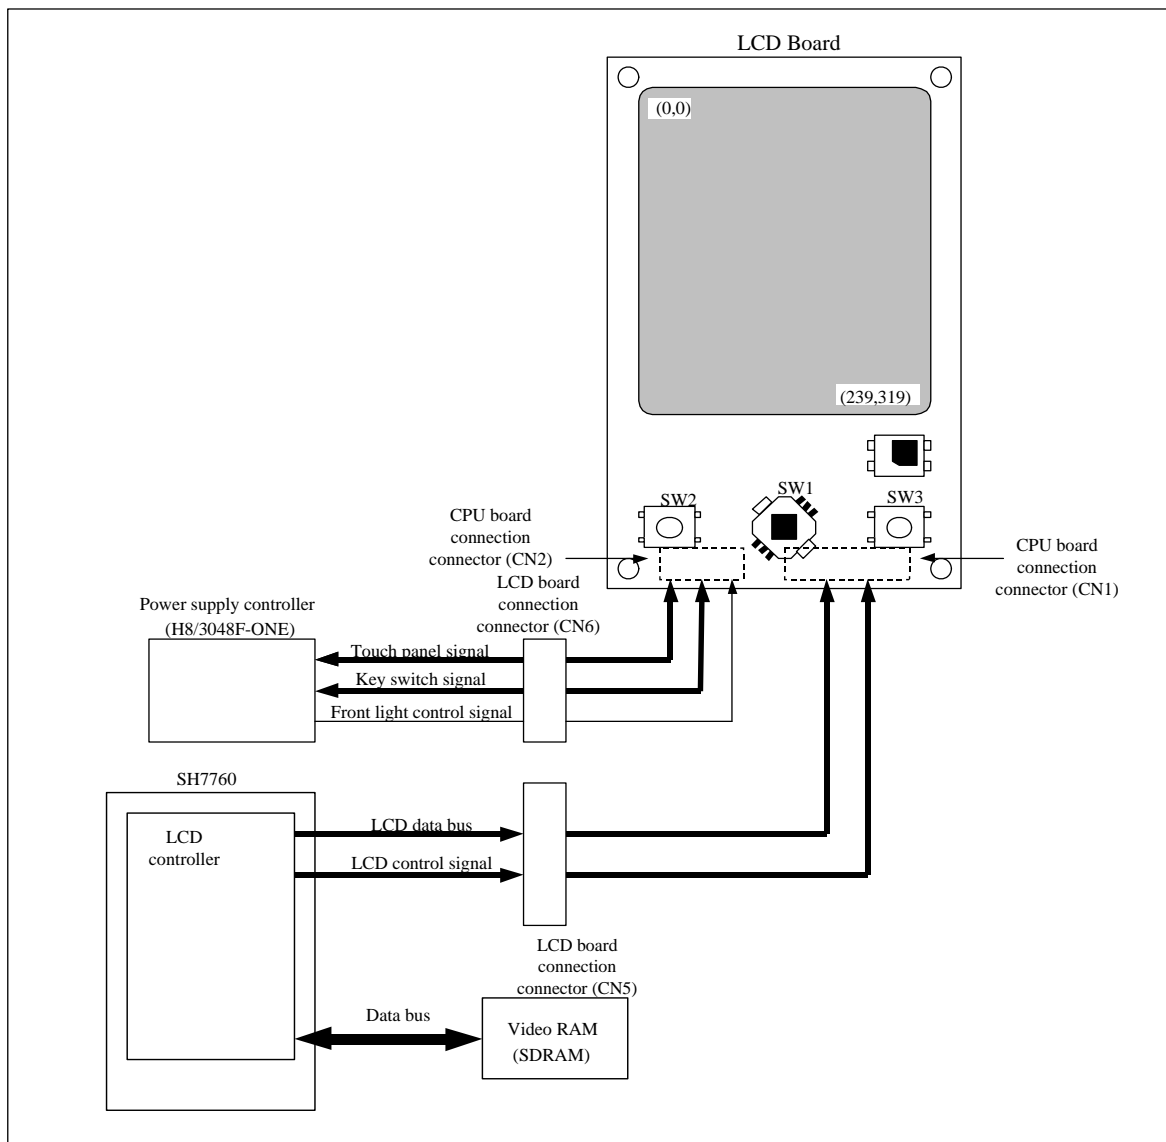 LCD Board
(0,0)
(239,319)
SW2
SW1
SW3
CPU board
connection
connector (CN2)
CPU board
connection
connector (CN1)
LCD board
connection
connector (CN6)
Power supply controller
(H8/3048F-ONE)
Touch panel signal
Key switch signal
Front light control signal
SH7760
LCD
controller
LCD data bus
LCD control signal
LCD board
connection
connector (CN5)
Data bus
Video RAM
(SDRAM)